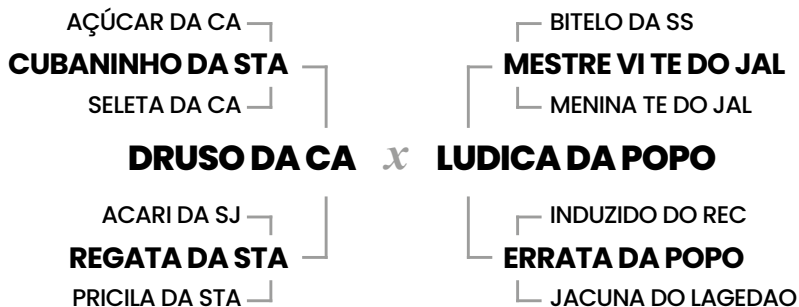 AÇÚCAR DA CA
BITELO DA SS
CUBANINHO DA STA
MESTRE VI TE DO JAL
SELETA DA CA
MENINA TE DO JAL
DRUSO DA CA x LUDICA DA POPO
ACARI DA SJ
INDUZIDO DO REC
REGATA DA STA
ERRATA DA POPO
PRICILA DA STA
JACUNA DO LAGEDAO